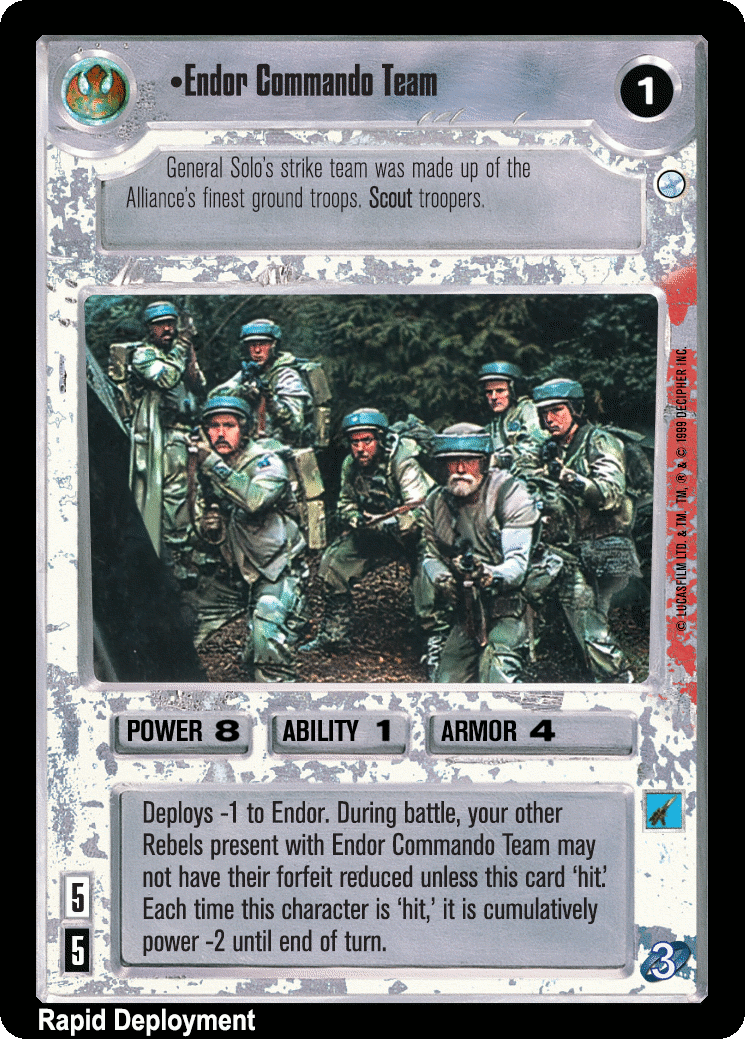 •Endor Commando Team
1
General Solo's strike team was made up of the
Alliance's finest ground troops. Scout troopers.
© LUCASFILM LTD. & TM. TM, ® & © 1999 DECIPHER INC.
POWER 8
ABILITY 1
ARMOR 4
Deploys -1 to Endor. During battle, your other
Rebels present with Endor Commando Team may
not have their forfeit reduced unless this card 'hit.'
Each time this character is 'hit,' it is cumulatively
power -2 until end of turn.
5
5
3
Rapid Deployment